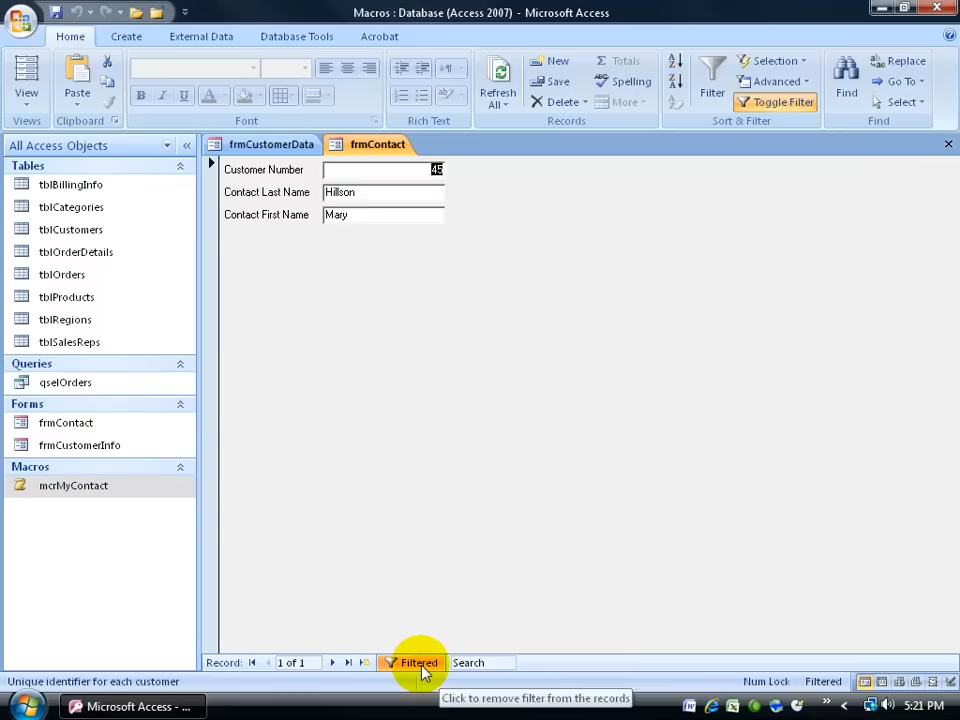 Macros : Database (Access 2007) - Microsoft Access
Home Create External Data Database Tools Acrobat
View
Views
Paste
Clipboard
B I U A
Font
Rich Text
Refresh All
New
Save
Delete
Totals
Spelling
More
Records
Filter
Selection
Advanced
Toggle Filter
Sort & Filter
Find
Replace
Go To
Select
Find
All Access Objects
Tables
tblBillingInfo
tblCategories
tblCustomers
tblOrderDetails
tblOrders
tblProducts
tblRegions
tblSalesReps
Queries
qselOrders
Forms
frmContact
frmCustomerInfo
Macros
mcrMyContact
frmCustomerData frmContact
Customer Number 45
Contact Last Name Hillson
Contact First Name Mary
Record: 1 of 1 Filtered Search
Unique identifier for each customer Num Lock Filtered
Click to remove filter from the records
Microsoft Access - ... 5:21 PM